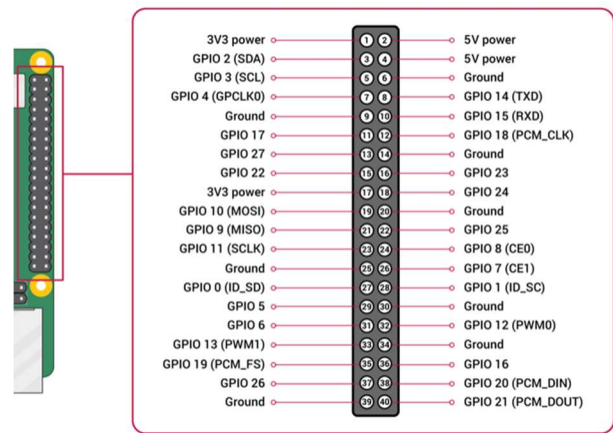 3V3 power 1 2 5V power
GPIO 2 (SDA) 3 4 5V power
GPIO 3 (SCL) 5 6 Ground
GPIO 4 (GPCLK0) 7 8 GPIO 14 (TXD)
Ground 9 10 GPIO 15 (RXD)
GPIO 17 11 12 GPIO 18 (PCM_CLK)
GPIO 27 13 14 Ground
GPIO 22 15 16 GPIO 23
3V3 power 17 18 GPIO 24
GPIO 10 (MOSI) 19 20 Ground
GPIO 9 (MISO) 21 22 GPIO 25
GPIO 11 (SCLK) 23 24 GPIO 8 (CE0)
Ground 25 26 GPIO 7 (CE1)
GPIO 0 (ID_SD) 27 28 GPIO 1 (ID_SC)
GPIO 5 29 30 Ground
GPIO 6 31 32 GPIO 12 (PWM0)
GPIO 13 (PWM1) 33 34 Ground
GPIO 19 (PCM_FS) 35 36 GPIO 16
GPIO 26 37 38 GPIO 20 (PCM_DIN)
Ground 39 40 GPIO 21 (PCM_DOUT)